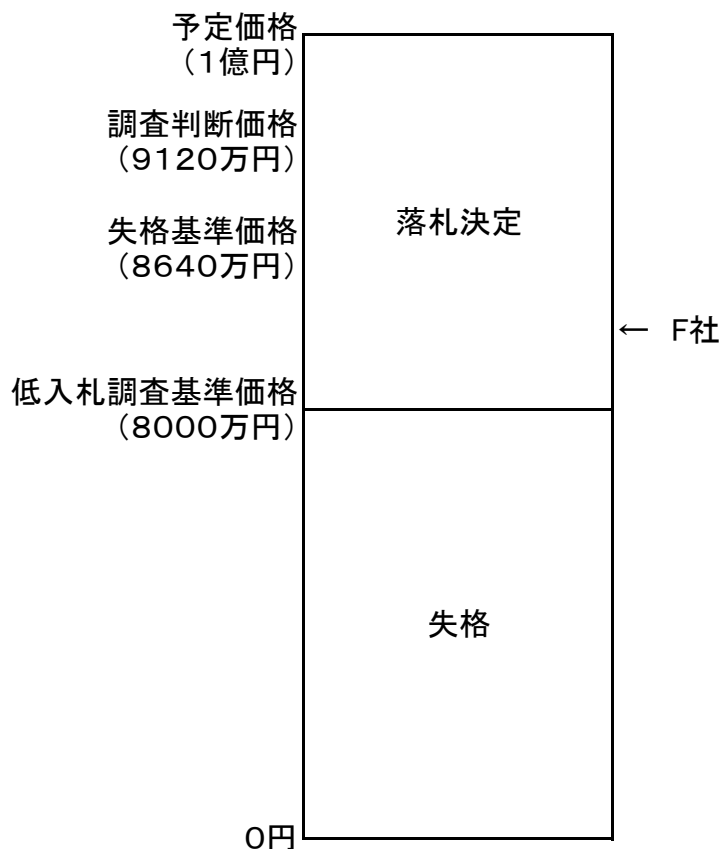 予定価格
（1億円）
調査判断価格
（9120万円）
落札決定
失格基準価格
（8640万円）
← F社
低入札調査基準価格
（8000万円）
失格
0円